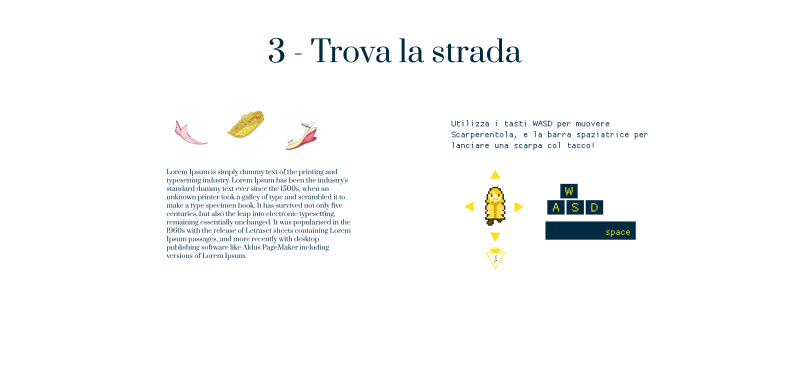 3 - Trova la strada
Lorem Ipsum is simply dummy text of the printing and
typesetting industry. Lorem Ipsum has been the industry's
standard dummy text ever since the 1500s, when an
unknown printer took a galley of type and scrambled it to
make a type specimen book. It has survived not only five
centuries, but also the leap into electronic typesetting,
remaining essentially unchanged. It was popularised in the
1960s with the release of Letraset sheets containing Lorem
Ipsum passages, and more recently with desktop
publishing software like Aldus PageMaker including
versions of Lorem Ipsum.
Utilizza i tasti WASD per muovere
Scarperentola, e la barra spaziatrice per
lanciare una scarpa col tacco!
W
A S D
space